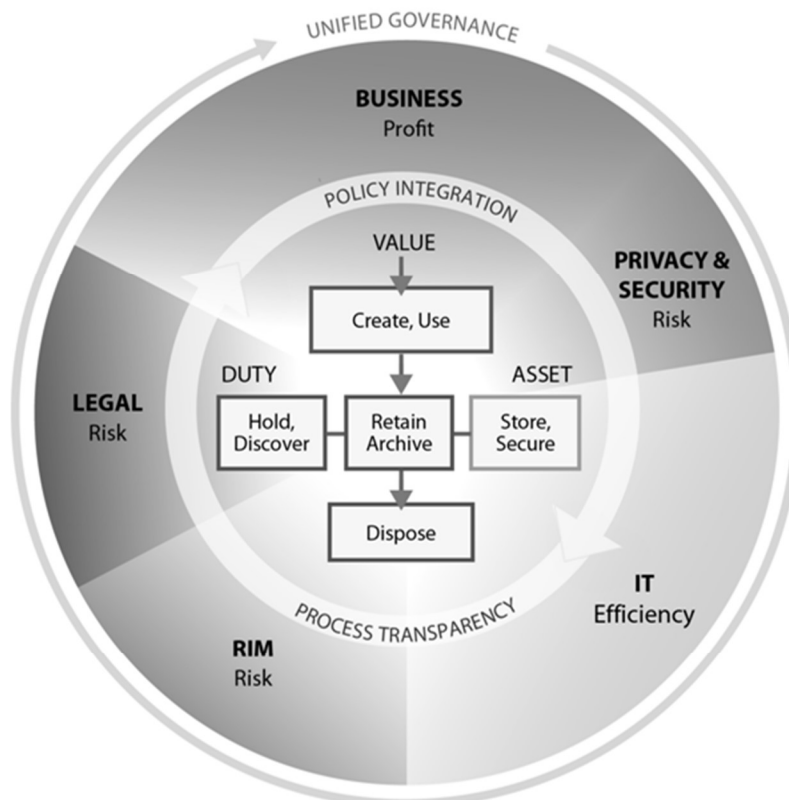 UNIFIED GOVERNANCE
BUSINESS
Profit
POLICY INTEGRATION
VALUE
PRIVACY &
SECURITY
Risk
Create, Use
DUTY
ASSET
LEGAL
Risk
Hold,
Discover
Retain
Archive
Store,
Secure
Dispose
IT
Efficiency
PROCESS TRANSPARENCY
RIM
Risk